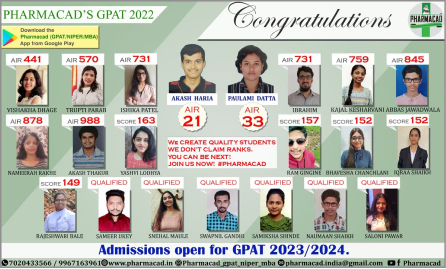 PHARMACAD'S GPAT 2022
Congratulations
PHARMACAD
Download the
Pharmacad (GPAT/NIPER/MBA)
App from Google Play
AIR 441
VISHAKHA DHAGE
AIR 570
TRUPTI PARAB
AIR 731
ISHIKA PATEL
AKASH HARIA
AIR
21
PAULAMI DATTA
AIR
33
AIR 731
IBRAHIM
AIR 759
KAJAL KESHARVANI
AIR 845
ABBAS JAWADWALA
AIR 878
NAMEERAH RAKHE
AIR 988
AKASH THAKUR
SCORE 163
YASHVI LODHYA
WE CREATE QUALITY STUDENTS
WE DON'T CLAIM RANKS.
YOU CAN BE NEXT!
JOIN US NOW! #PHARMACAD
SCORE 157
RAM GINGINE
SCORE 152
BHAVESHA CHANCHLANI
SCORE 152
IQRAA SHAIKH
SCORE 149
RAJESHWARI BALE
QUALIFIED
SAMEER UKEY
QUALIFIED
SNEHAL MAULE
QUALIFIED
SWAPNIL GANDHE
QUALIFIED
SAMIKSHA SHINDE
QUALIFIED
NAUMAAN SHAIKH
QUALIFIED
SALONI PAWAR
Admissions open for GPAT 2023/2024.
7020433566 / 9967163961 www.pharmacad.in @Pharmacad_gpat_niper_mba pharmacad.india@gmail.com Pharmacad